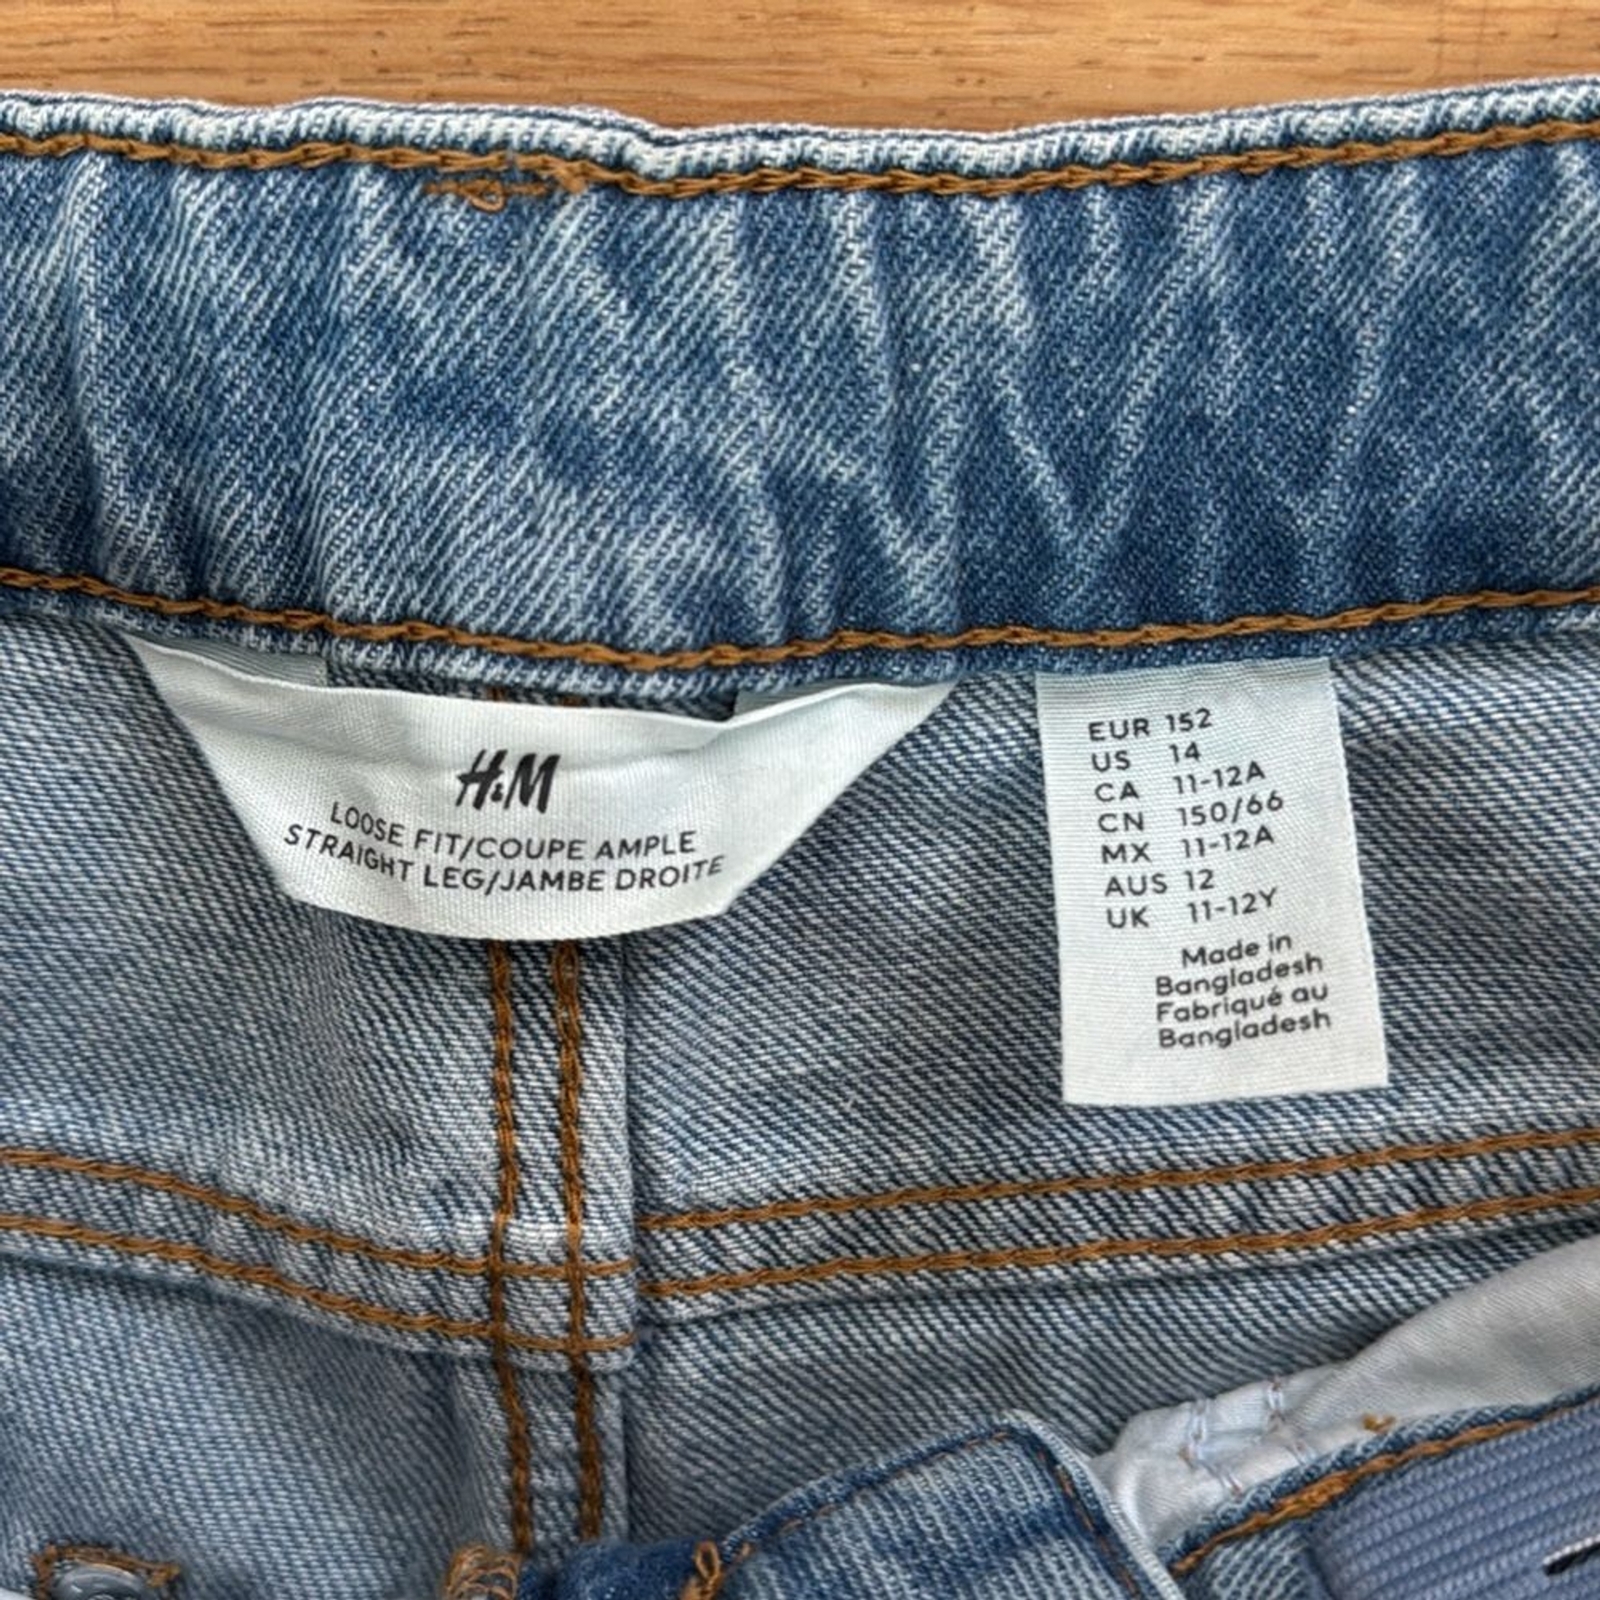 H&M
LOOSE FIT/COUPE AMPLE
STRAIGHT LEG/JAMBE DROITE
EUR 152
US 14
CA 11-12A
CN 150/66
MX 11-12A
AUS 12
UK 11-12Y
Made in
Bangladesh
Fabriqué au
Bangladesh